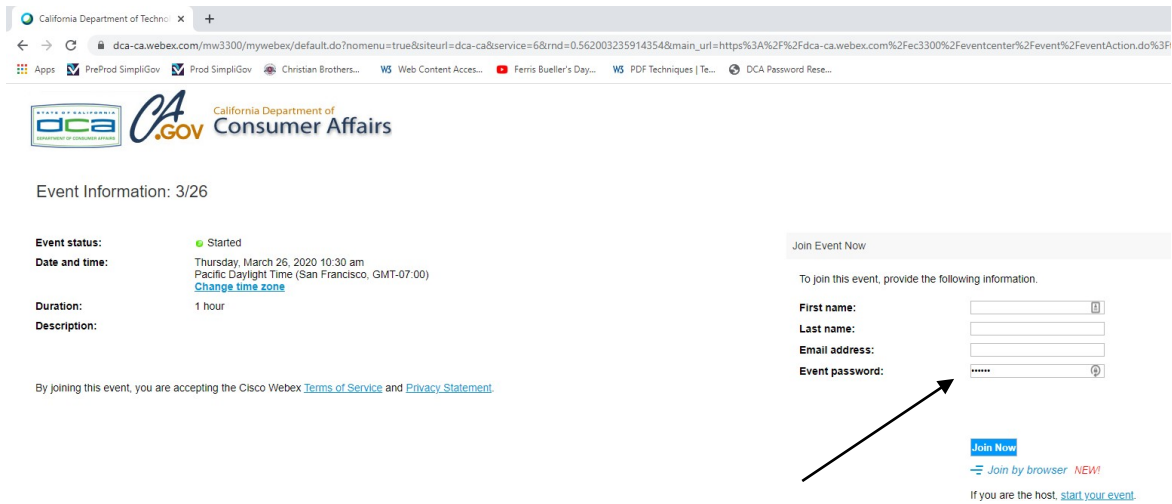 California Department of Techno
dca-ca.webex.com/mw3300/mywebex/default.do?nomenu=true&siteurl=dca-ca&service=6&rnd=0.562003235914354&main_url=https%3A%2F%2Fdca-ca.webex.com%2Fec3300%2Feventcenter%2Fevent%2FeventAction.do%3F
Apps PreProd SimpliGov Prod SimpliGov Christian Brothers... Web Content Acces... Ferris Bueller's Day... PDF Techniques | Te... DCA Password Rese...
STATE OF CALIFORNIA
dca
DEPARTMENT OF CONSUMER AFFAIRS
CA.GOV
California Department of
Consumer Affairs
Event Information: 3/26
Event status: Started
Date and time: Thursday, March 26, 2020 10:30 am
Pacific Daylight Time (San Francisco, GMT-07:00)
Change time zone
Duration: 1 hour
Description:
By joining this event, you are accepting the Cisco Webex Terms of Service and Privacy Statement.
Join Event Now
To join this event, provide the following information.
First name:
Last name:
Email address:
Event password: ••••••
Join Now
Join by browser NEW!
If you are the host, start your event.